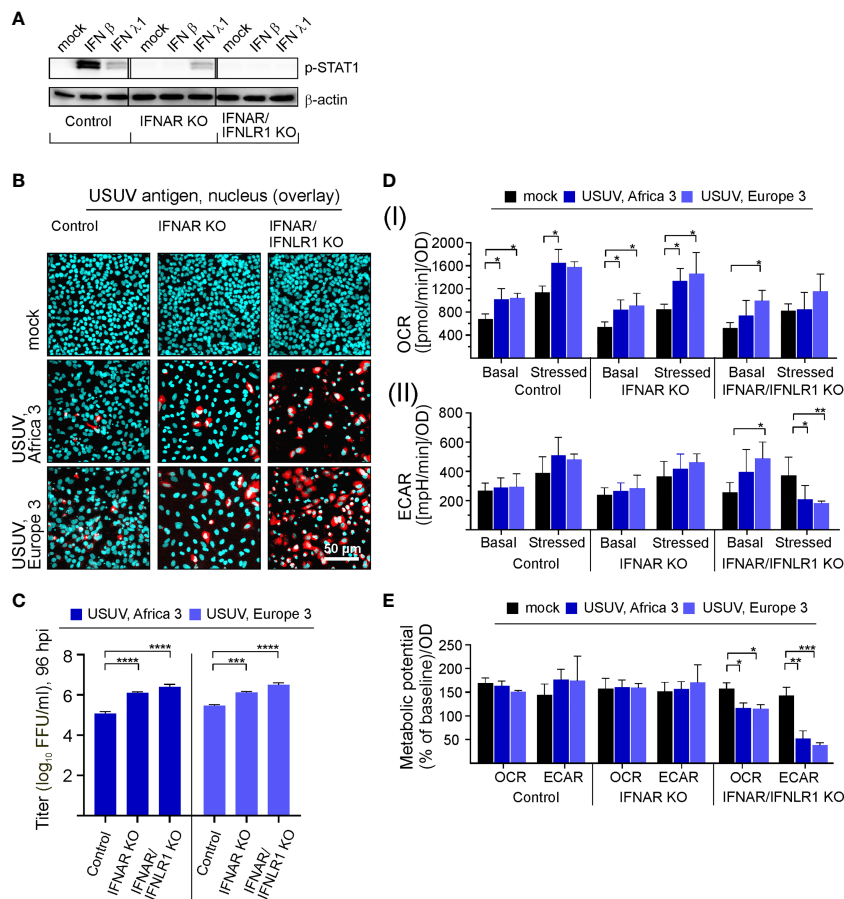 A
mock
IFN β
IFN λ1
mock
IFN β
IFN λ1
mock
IFN β
IFN λ1
p-STAT1
β-actin
Control
IFNAR KO
IFNAR/
IFNLR1 KO
B
USUV antigen, nucleus (overlay)
Control
IFNAR KO
IFNAR/
IFNLR1 KO
mock
USUV,
Africa 3
USUV,
Europe 3
50 µm
C
USUV, Africa 3
USUV, Europe 3
Titer (log10 FFU/ml), 96 hpi
8
6
4
2
****
****
***
****
Control
IFNAR KO
IFNAR/
IFNLR1 KO
Control
IFNAR KO
IFNAR/
IFNLR1 KO
D
mock
USUV, Africa 3
USUV, Europe 3
(I)
OCR
([pmol/min]/OD)
2000
1600
1200
800
400
*
*
*
*
*
*
*
*
Basal
Stressed
Basal
Stressed
Basal
Stressed
Control
IFNAR KO
IFNAR/IFNLR1 KO
(II)
ECAR
([mpH/min]/OD)
800
600
400
200
*
*
**
Basal
Stressed
Basal
Stressed
Basal
Stressed
Control
IFNAR KO
IFNAR/IFNLR1 KO
E
mock
USUV, Africa 3
USUV, Europe 3
Metabolic potential
(% of baseline)/OD
250
200
150
100
50
*
*
**
***
OCR
ECAR
OCR
ECAR
OCR
ECAR
Control
IFNAR KO
IFNAR/IFNLR1 KO